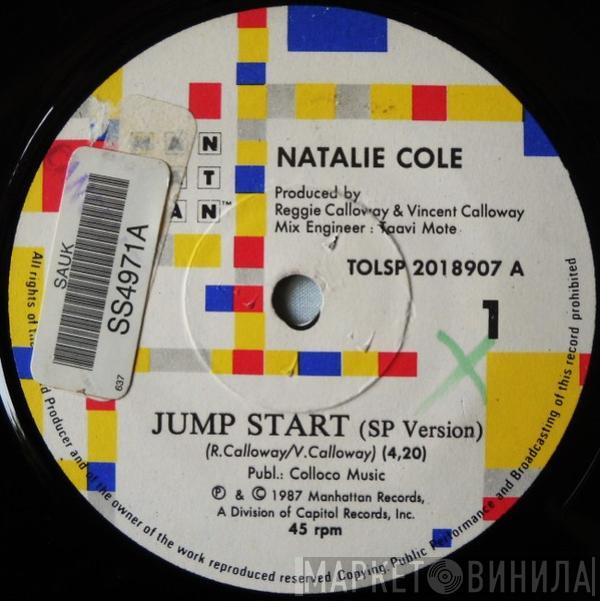 NATALIE COLE
Produced by
Reggie Calloway & Vincent Calloway
Mix Engineer : Taavi Mote
TOLSP 2018907 A
1
A N
N T
A N ™
SAUK
SS4971A
637
JUMP START (SP Version)
(R.Calloway/V.Calloway) (4,20)
Publ.: Colloco Music
℗ & © 1987 Manhattan Records,
A Division of Capitol Records, Inc.
45 rpm
All rights of the
Producer and of the owner of the work reproduced reserved Copying, Public Performance and Broadcasting of this record prohibited
МАРКЕТВИНИЛА